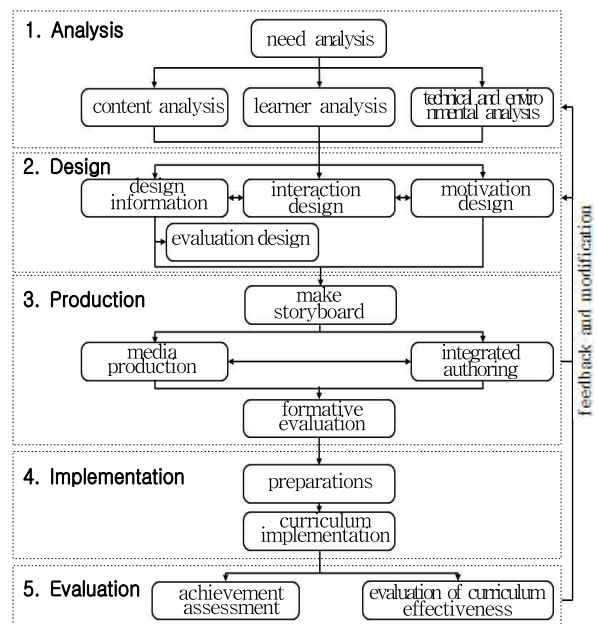 1. Analysis
need analysis
content analysis
learner analysis
technical and enviro
nmental analysis
2. Design
design
information
interaction
design
motivation
design
evaluation design
3. Production
make
storyboard
media
production
integrated
authoring
formative
evaluation
4. Implementation
preparations
curriculum
implementation
5. Evaluation
achievement
assessment
evaluation of curriculum
effectiveness
feedback and modification